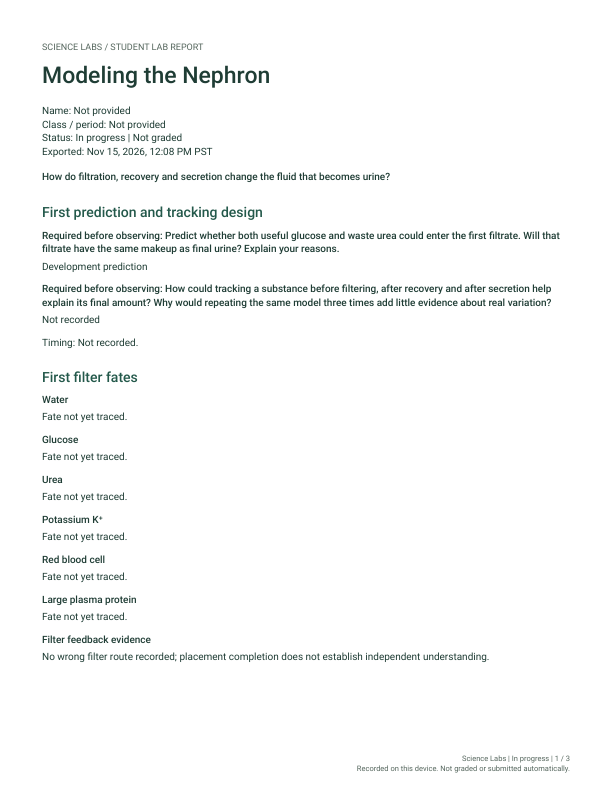 SCIENCE LABS / STUDENT LAB REPORT
Modeling the Nephron
Name: Not provided
Class / period: Not provided
Status: In progress | Not graded
Exported: Nov 15, 2026, 12:08 PM PST
How do filtration, recovery and secretion change the fluid that becomes urine?
First prediction and tracking design
Required before observing: Predict whether both useful glucose and waste urea could enter the first filtrate. Will that
filtrate have the same makeup as final urine? Explain your reasons.
Development prediction
Required before observing: How could tracking a substance before filtering, after recovery and after secretion help
explain its final amount? Why would repeating the same model three times add little evidence about real variation?
Not recorded
Timing: Not recorded.
First filter fates
Water
Fate not yet traced.
Glucose
Fate not yet traced.
Urea
Fate not yet traced.
Potassium K⁺
Fate not yet traced.
Red blood cell
Fate not yet traced.
Large plasma protein
Fate not yet traced.
Filter feedback evidence
No wrong filter route recorded; placement completion does not establish independent understanding.
Science Labs | In progress | 1 / 3
Recorded on this device. Not graded or submitted automatically.